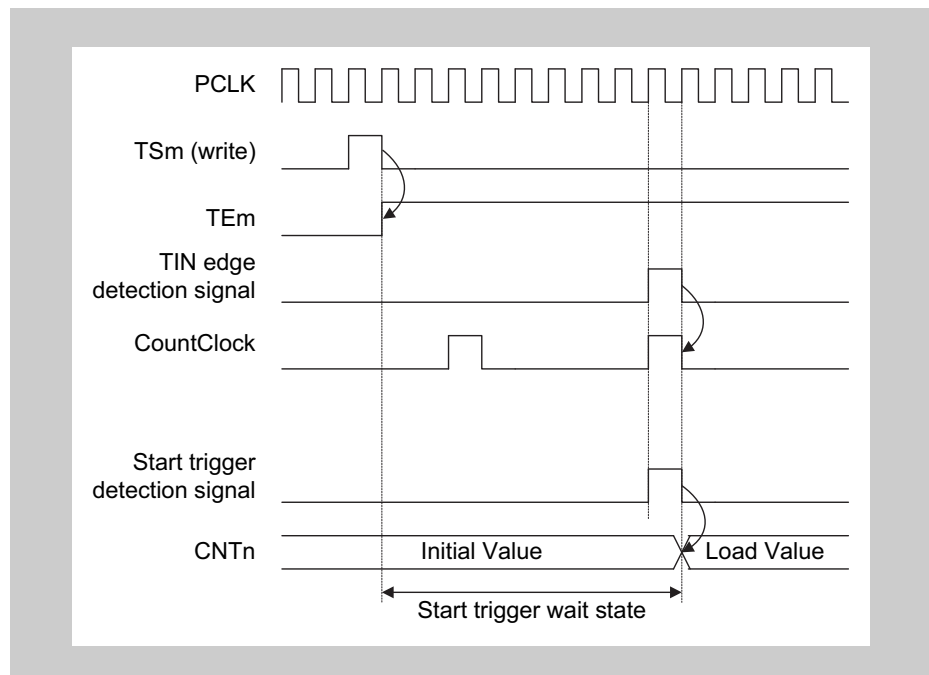 PCLK
TSm (write)
TEm
TIN edge
detection signal
CountClock
Start trigger
detection signal
CNTn
Initial Value
Load Value
Start trigger wait state